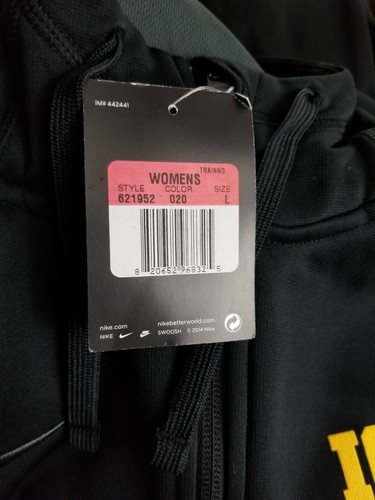 IM# 442441
TRAINNG
WOMENS
STYLE COLOR SIZE
621952 020 L
8 20652 96832 5
nike.com nikebetterworld.com
NIKE SWOOSH © 2014 Nike